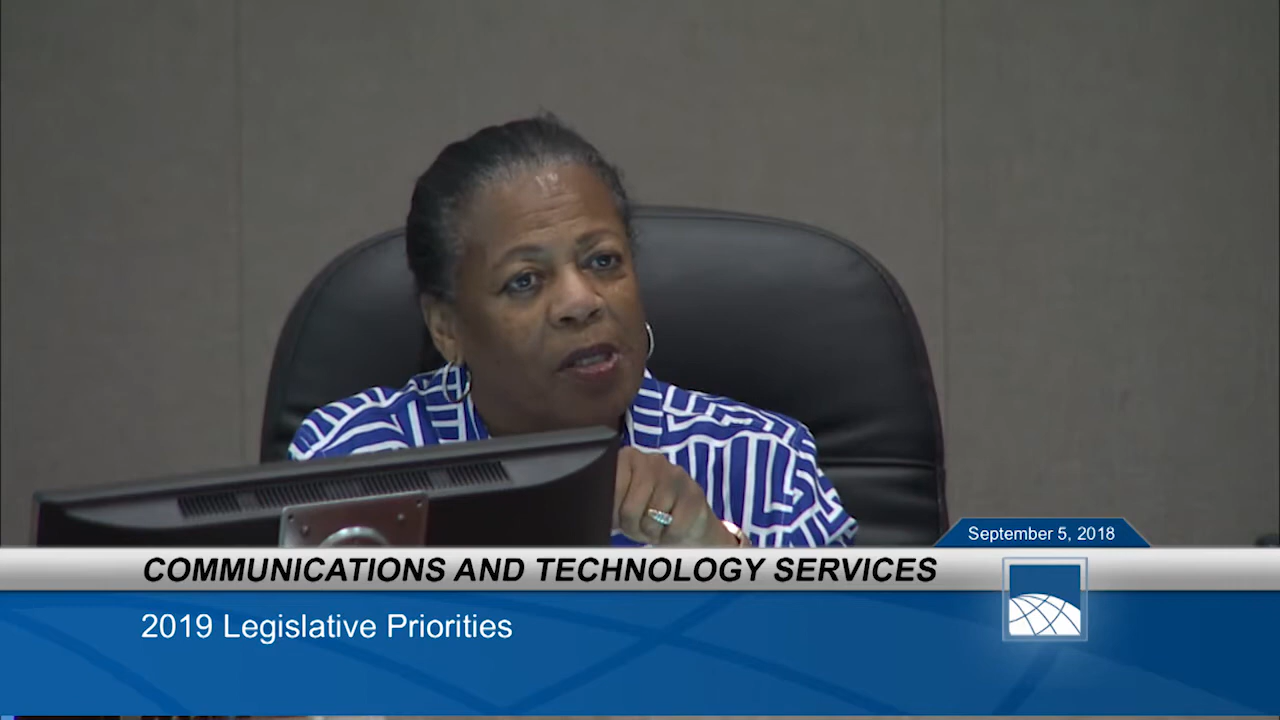 September 5, 2018
COMMUNICATIONS AND TECHNOLOGY SERVICES
2019 Legislative Priorities